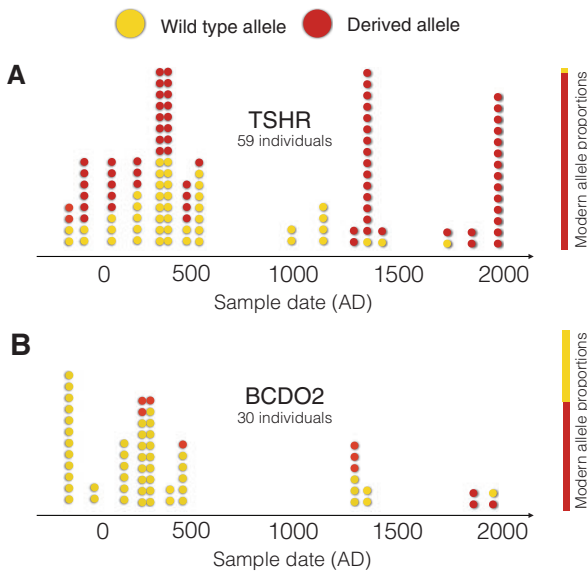 Wild type allele
Derived allele
A
TSHR
59 individuals
Modern allele proportions
0
500
1000
1500
2000
Sample date (AD)
B
BCDO2
30 individuals
Modern allele proportions
0
500
1000
1500
2000
Sample date (AD)